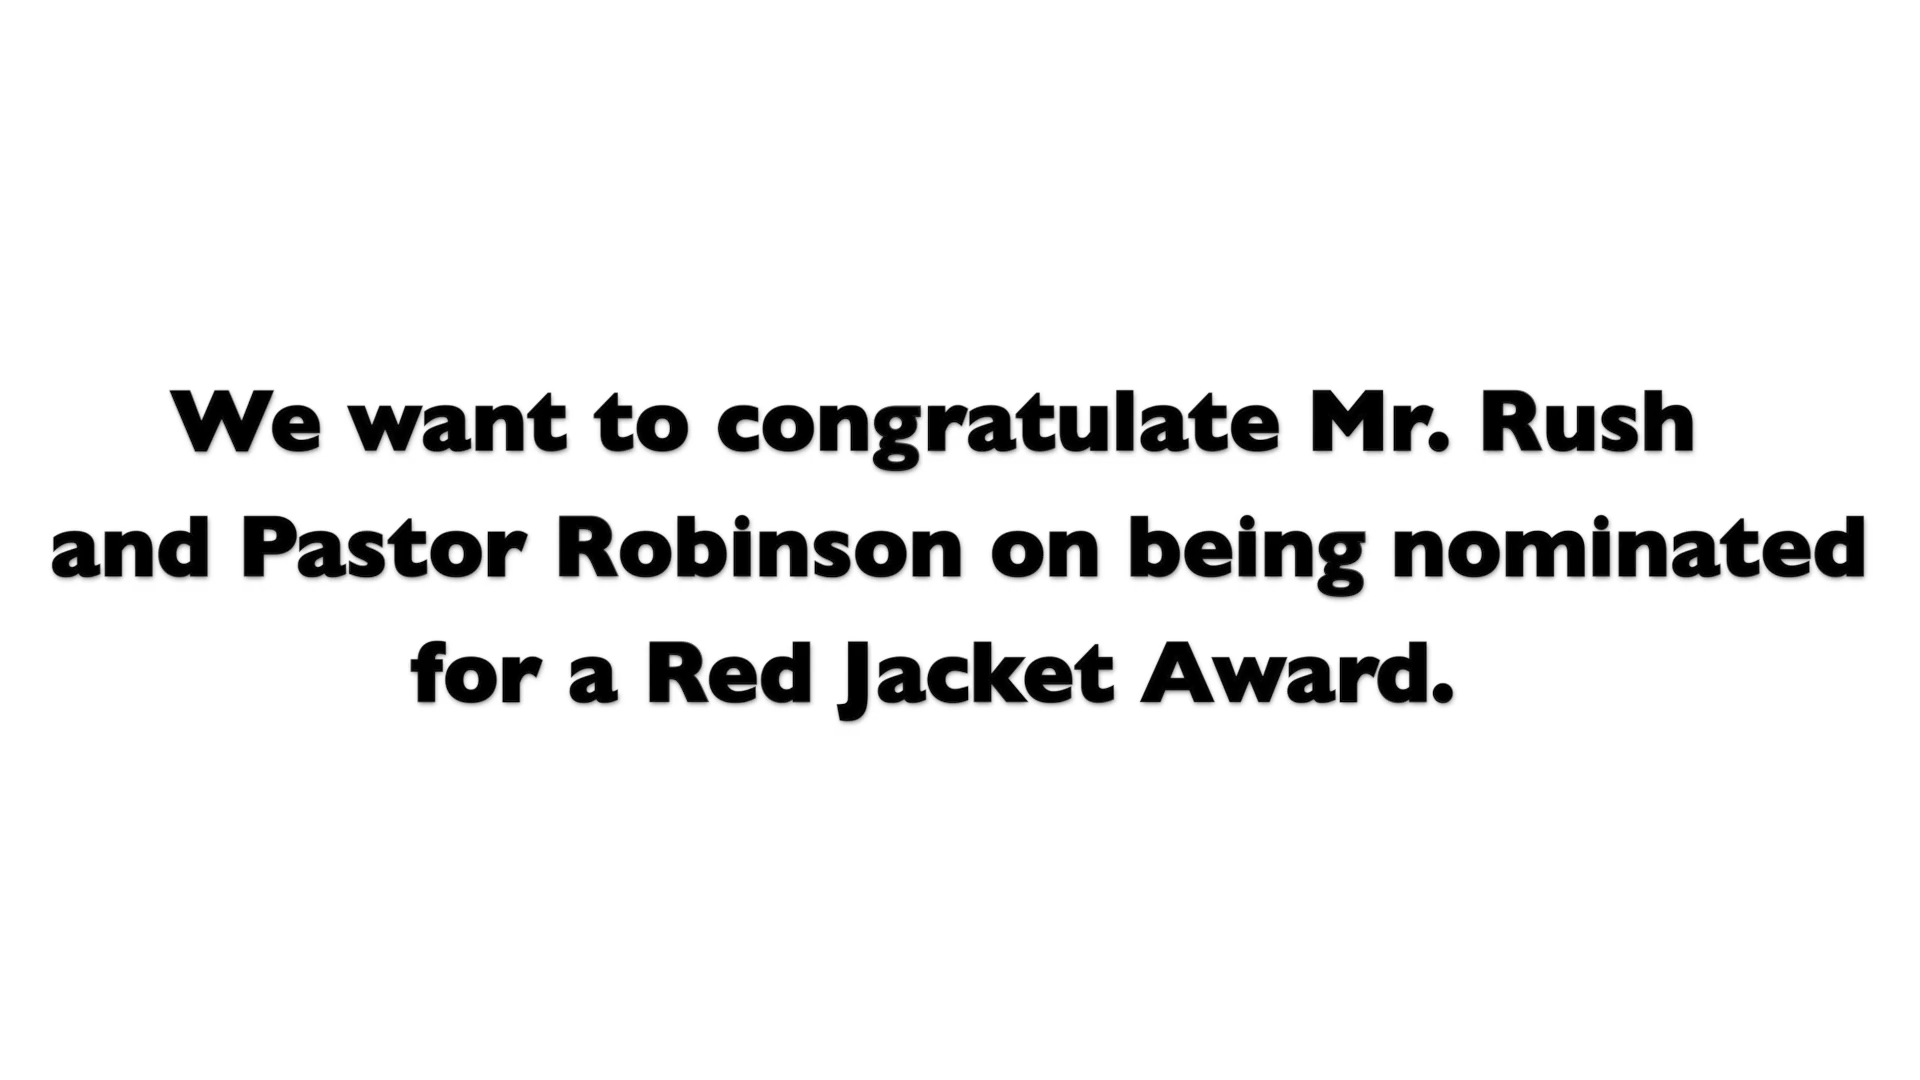 We want to congratulate Mr. Rush
and Pastor Robinson on being nominated
for a Red Jacket Award.